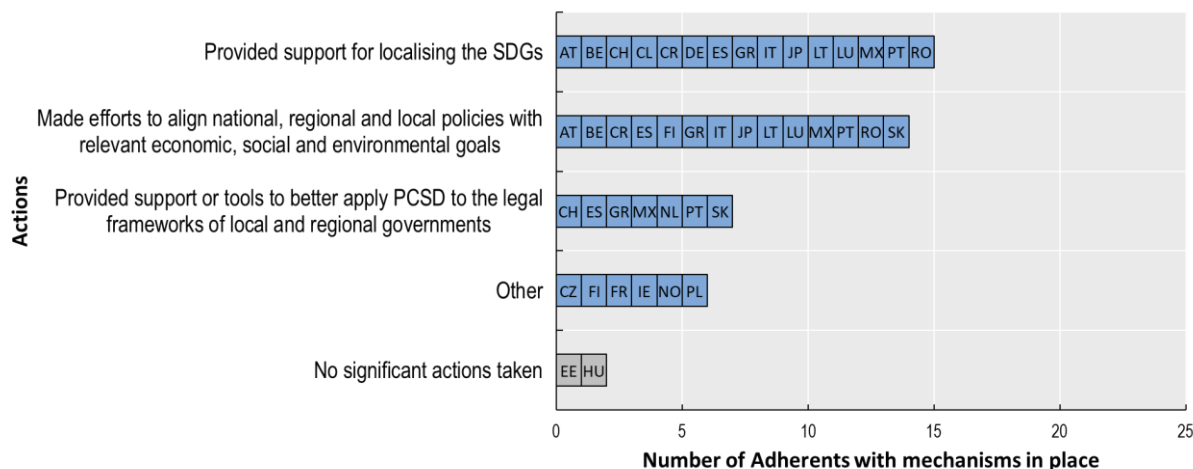 Provided support for localising the SDGs
AT BE CH CL CR DE ES GR IT JP LT LU MX PT RO
Made efforts to align national, regional and local policies with
relevant economic, social and environmental goals
AT BE CR ES FI GR IT JP LT LU MX PT RO SK
Provided support or tools to better apply PCSD to the legal
frameworks of local and regional governments
CH ES GR MX NL PT SK
Other
CZ FI FR IE NO PL
No significant actions taken
EE HU
Actions
0 5 10 15 20 25
Number of Adherents with mechanisms in place